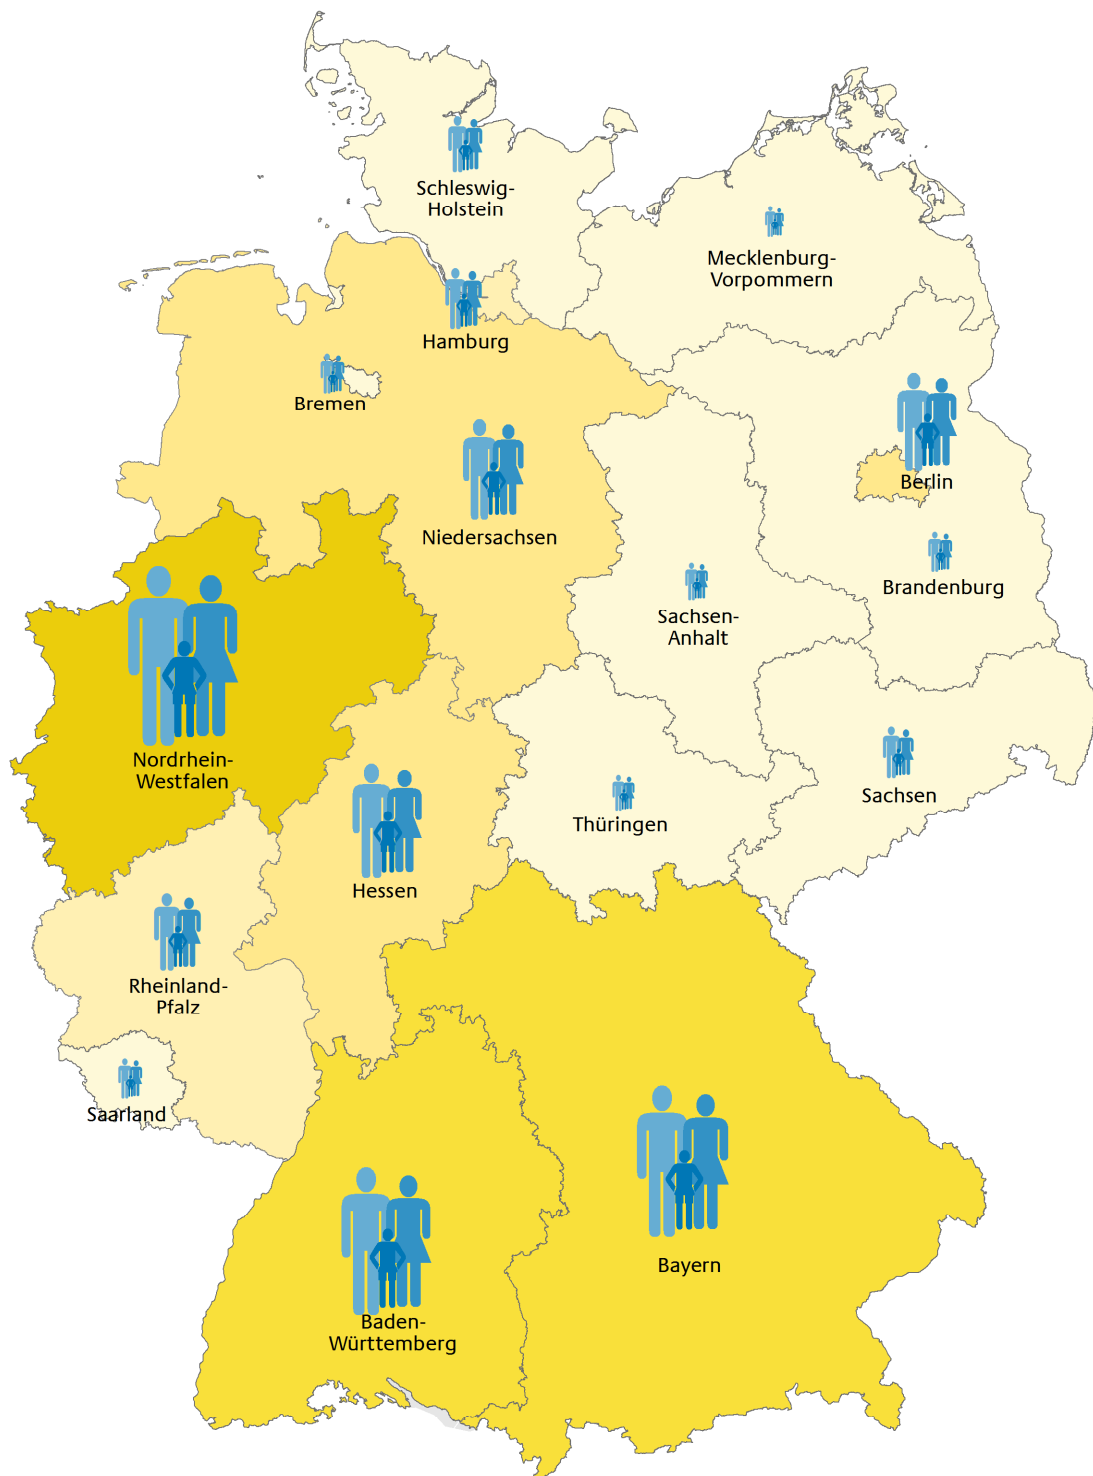 Schleswig-
Holstein
Mecklenburg-
Vorpommern
Hamburg
Bremen
Berlin
Niedersachsen
Brandenburg
Sachsen-
Anhalt
Nordrhein-
Westfalen
Sachsen
Thüringen
Hessen
Rheinland-
Pfalz
Saarland
Bayern
Baden-
Württemberg